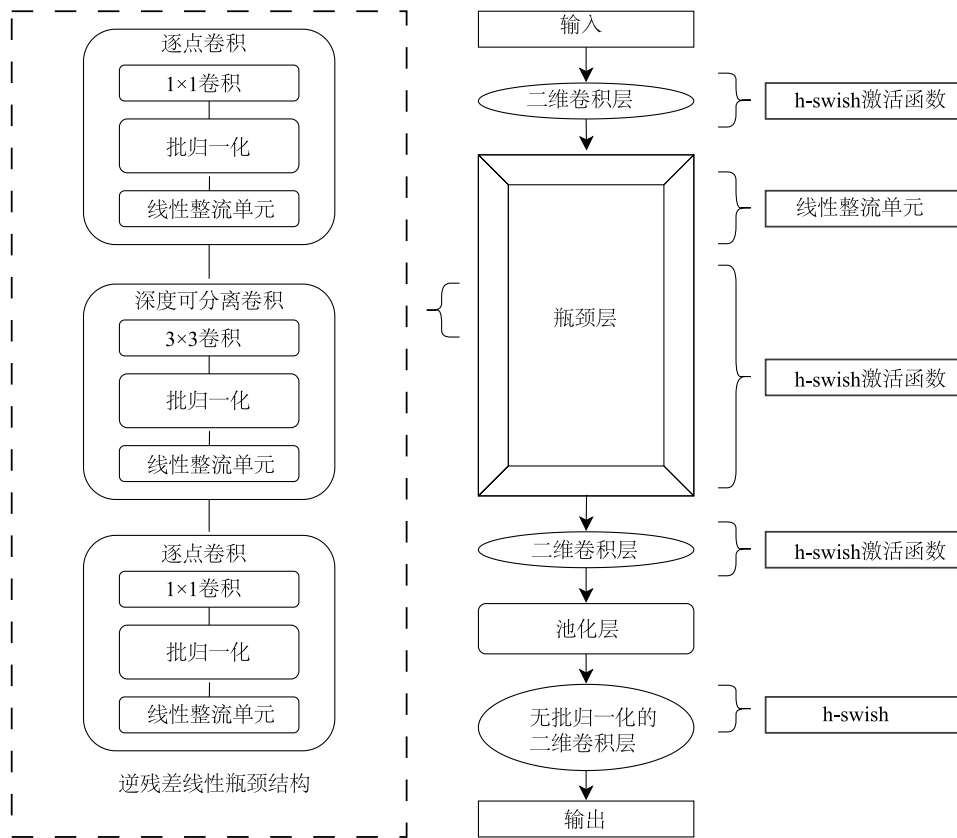 逐点卷积
1×1卷积
批归一化
线性整流单元
深度可分离卷积
3×3卷积
批归一化
线性整流单元
逐点卷积
1×1卷积
批归一化
线性整流单元
逆残差线性瓶颈结构
输入
二维卷积层
h-swish激活函数
线性整流单元
瓶颈层
h-swish激活函数
二维卷积层
h-swish激活函数
池化层
无批归一化的
二维卷积层
h-swish
输出